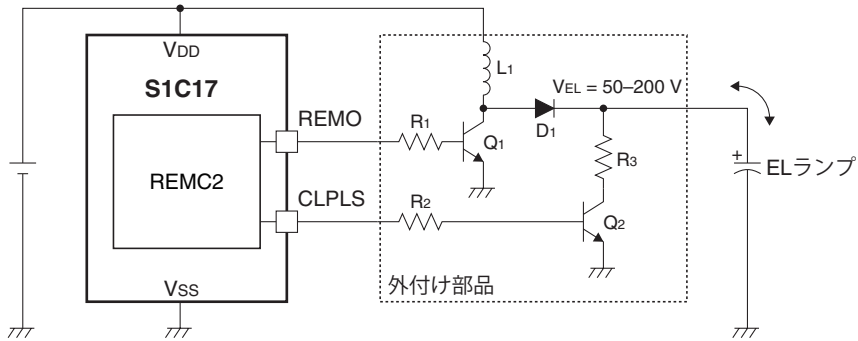 VDD
S1C17
REMC2
REMO
CLPLS
VSS
R1
R2
L1
Q1
VEL = 50–200 V
D1
R3
Q2
外付け部品
+
ELランプ